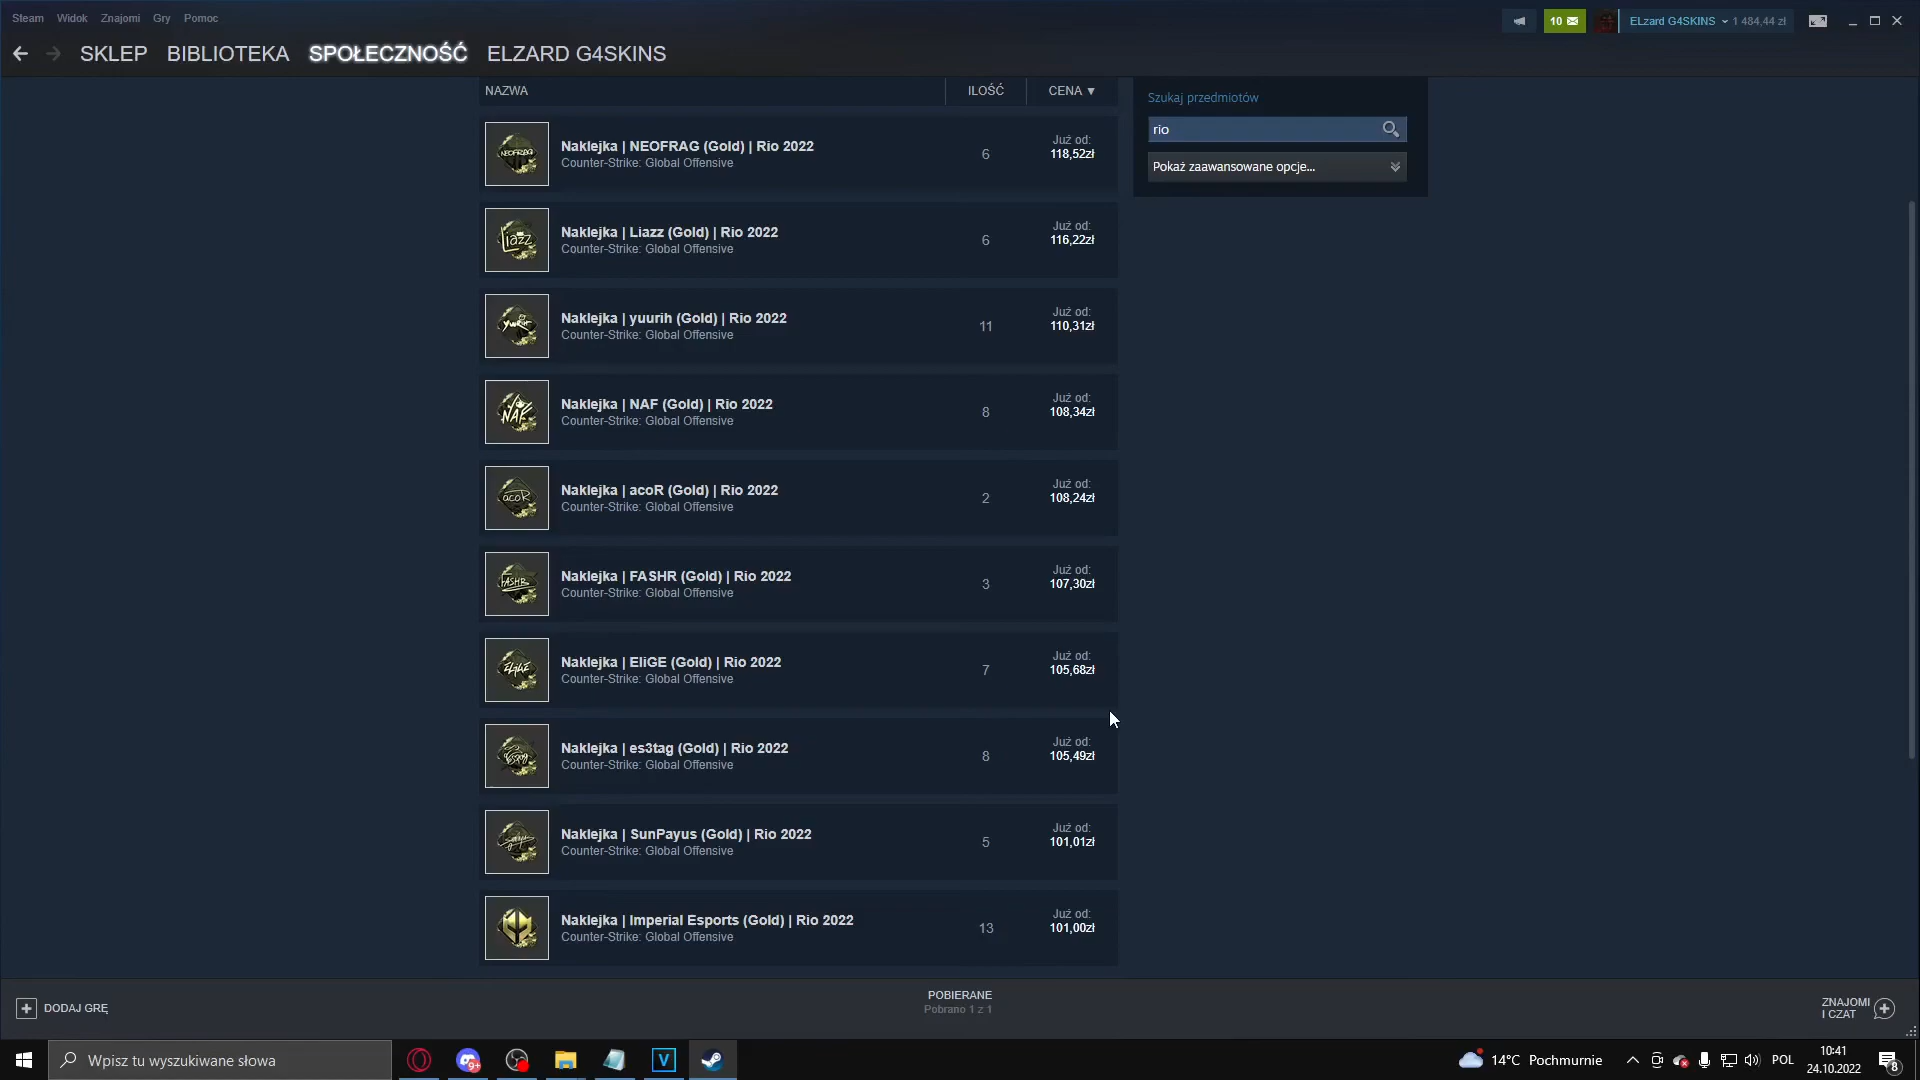 Steam Widok Znajomi Gry Pomoc
10
ELzard G4SKINS 1 484,44 zł
SKLEP BIBLIOTEKA SPOŁECZNOŚĆ ELZARD G4SKINS
NAZWA ILOŚĆ CENA ▼
Szukaj przedmiotów
rio
Pokaż zaawansowane opcje...
NEOFRAG
Naklejka | NEOFRAG (Gold) | Rio 2022
Counter-Strike: Global Offensive
6
Już od:
118,52zł
Liazz
Naklejka | Liazz (Gold) | Rio 2022
Counter-Strike: Global Offensive
6
Już od:
116,22zł
yuurih
Naklejka | yuurih (Gold) | Rio 2022
Counter-Strike: Global Offensive
11
Już od:
110,31zł
NAF
Naklejka | NAF (Gold) | Rio 2022
Counter-Strike: Global Offensive
8
Już od:
108,34zł
acoR
Naklejka | acoR (Gold) | Rio 2022
Counter-Strike: Global Offensive
2
Już od:
108,24zł
FASHR
Naklejka | FASHR (Gold) | Rio 2022
Counter-Strike: Global Offensive
3
Już od:
107,30zł
EliGE
Naklejka | EliGE (Gold) | Rio 2022
Counter-Strike: Global Offensive
7
Już od:
105,68zł
Naklejka | es3tag (Gold) | Rio 2022
Counter-Strike: Global Offensive
8
Już od:
105,49zł
Naklejka | SunPayus (Gold) | Rio 2022
Counter-Strike: Global Offensive
5
Już od:
101,01zł
Naklejka | Imperial Esports (Gold) | Rio 2022
Counter-Strike: Global Offensive
13
Już od:
101,00zł
DODAJ GRĘ
POBIERANE
Pobrano 1 z 1
ZNAJOMI
I CZAT
Wpisz tu wyszukiwane słowa
9+
V
14°C Pochmurnie
POL
10:41
24.10.2022
8